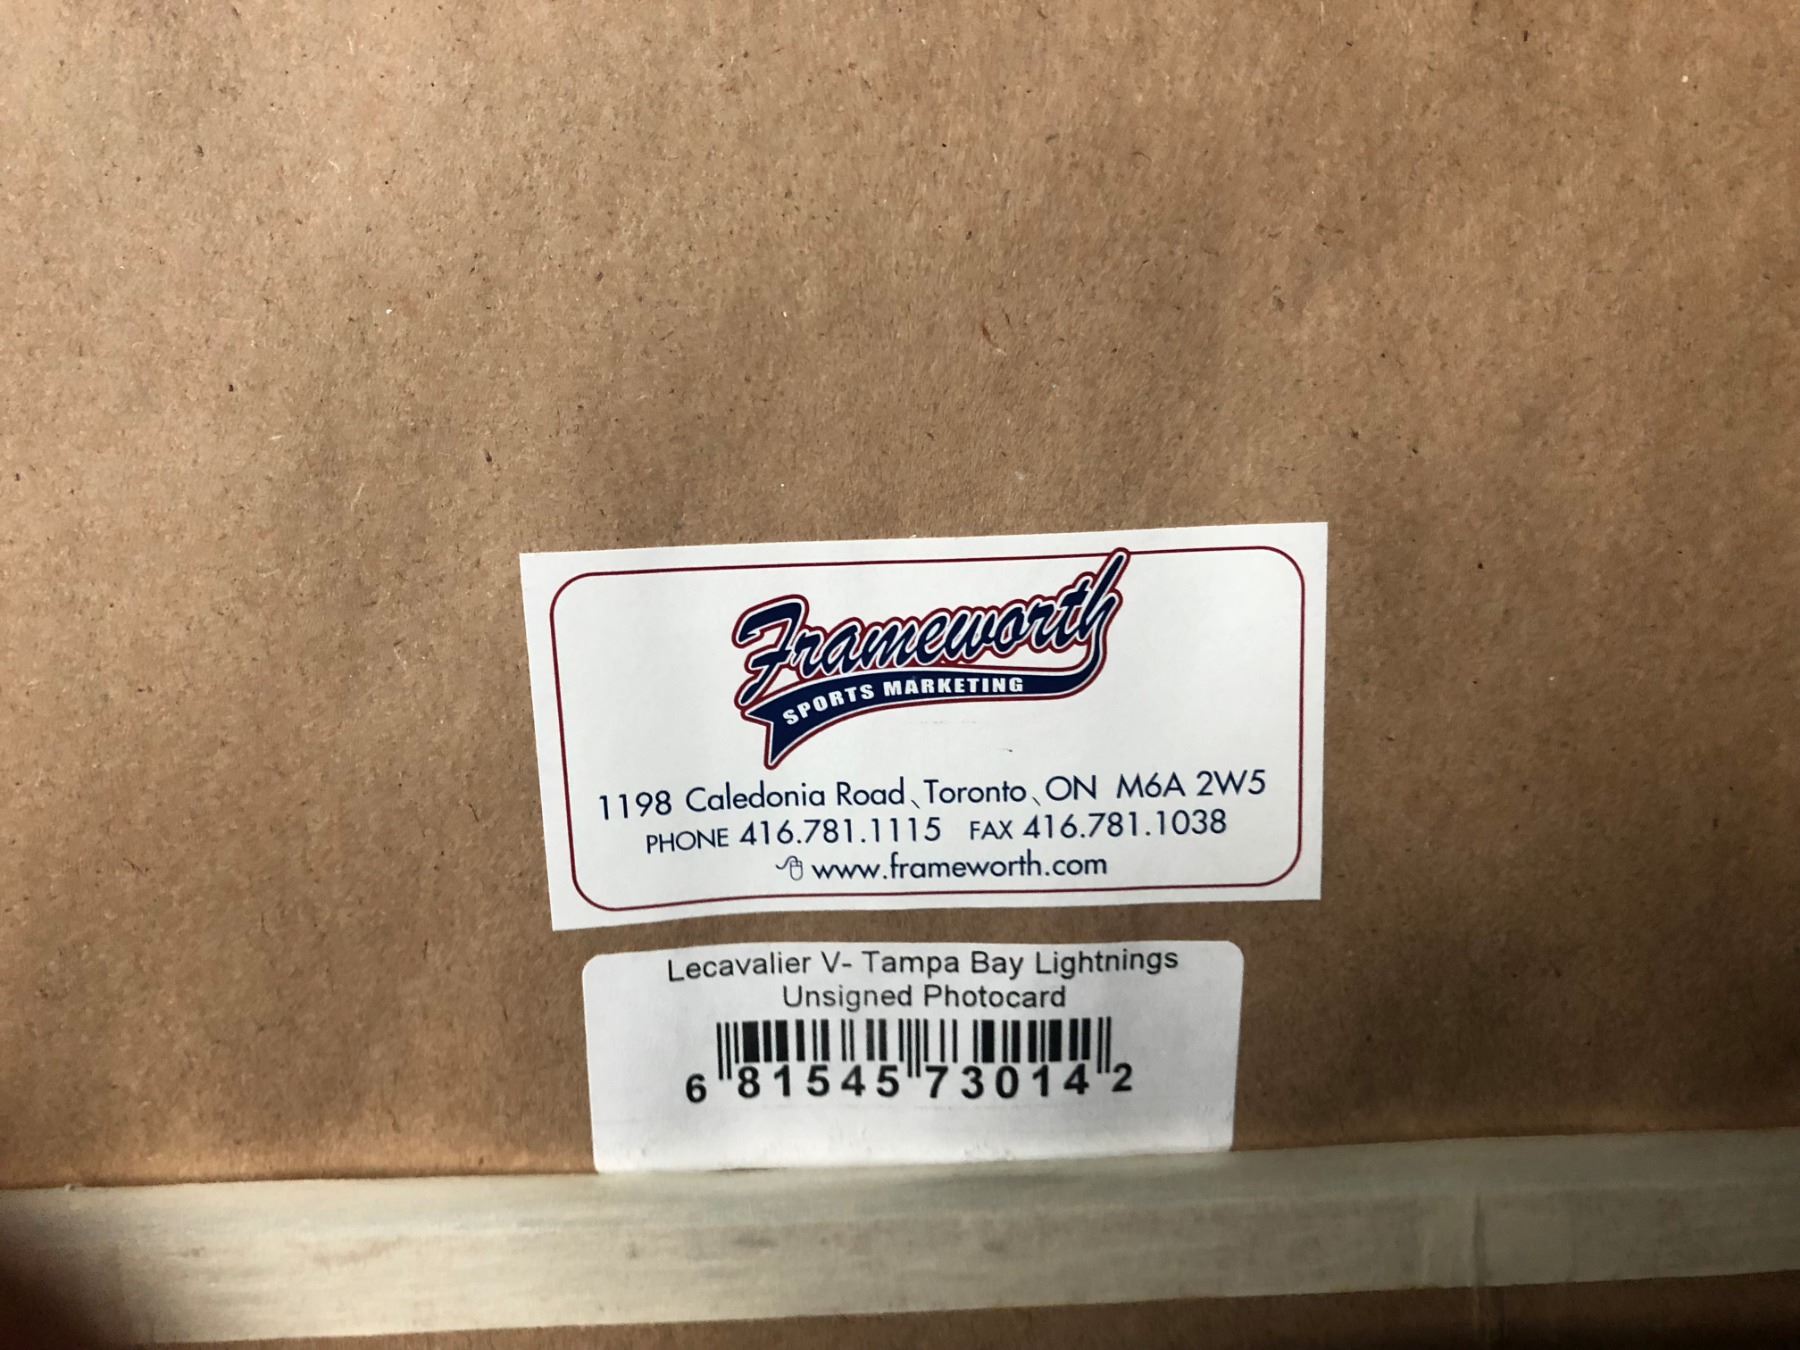 Frameworth
SPORTS MARKETING
1198 Caledonia Road, Toronto, ON M6A 2W5
PHONE 416.781.1115 FAX 416.781.1038
www.frameworth.com
Lecavalier V- Tampa Bay Lightnings
Unsigned Photocard
6 81545 73014 2